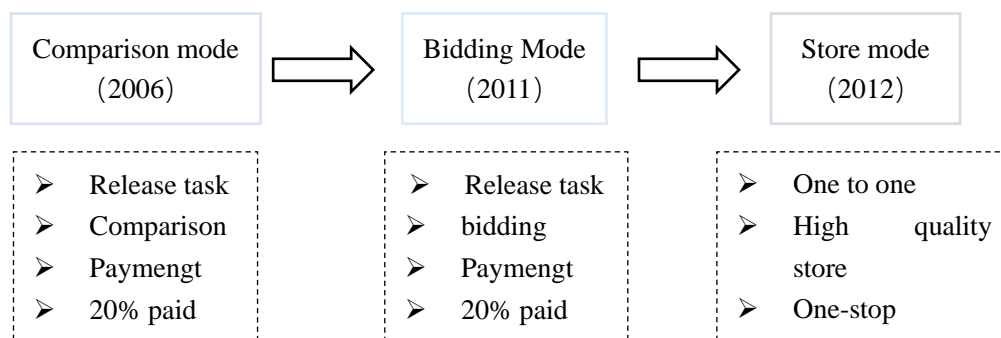 Comparison mode
（2006）
Bidding Mode
（2011）
Store mode
（2012）
➢ Release task
➢ Comparison
➢ Paymengt
➢ 20% paid
➢ Release task
➢ bidding
➢ Paymengt
➢ 20% paid
➢ One to one
➢ High quality
store
➢ One-stop